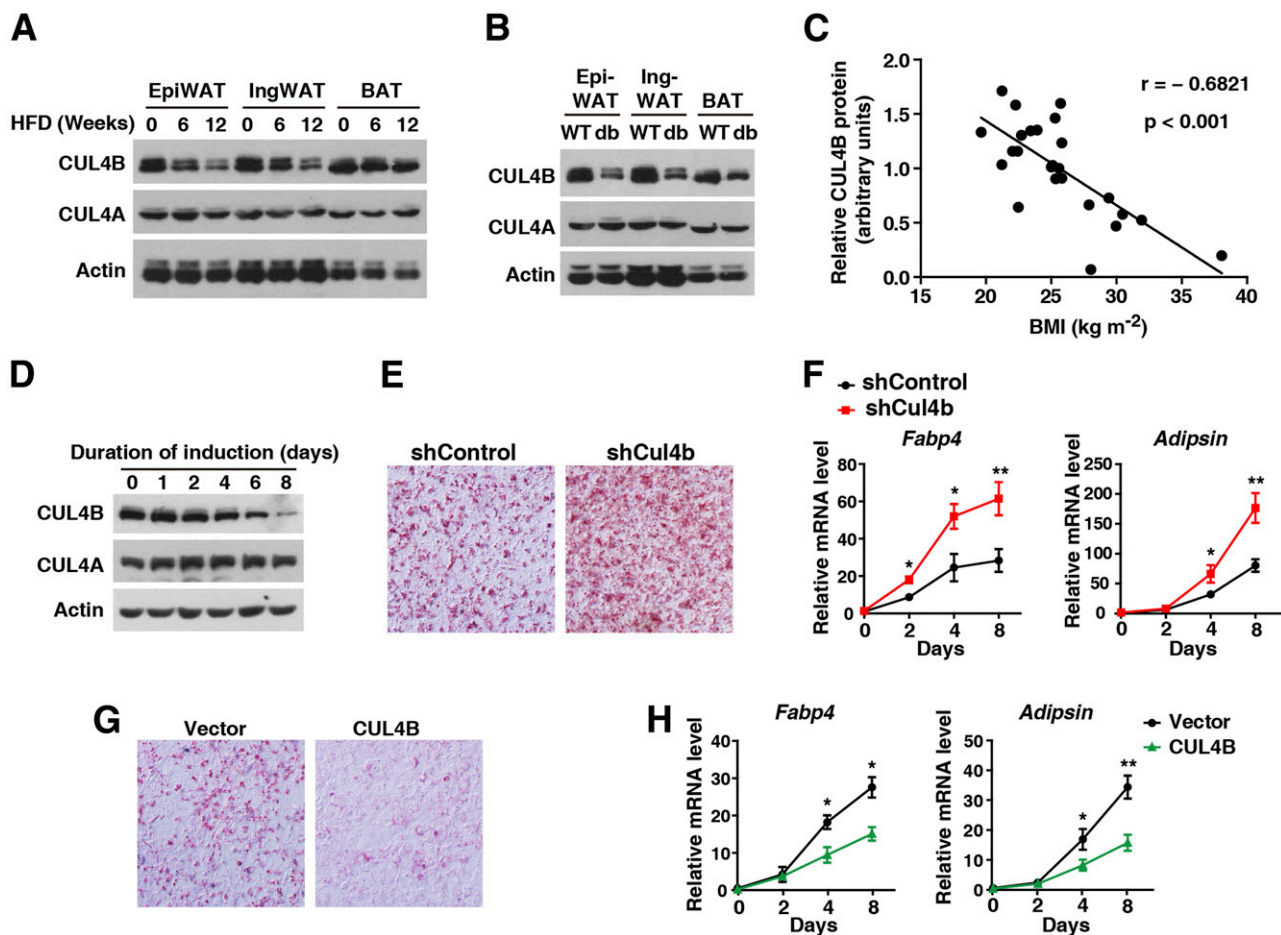 A
EpiWAT IngWAT BAT
HFD (Weeks) 0 6 12 0 6 12 0 6 12
CUL4B
CUL4A
Actin
B
Epi- Ing-
WAT WAT BAT
WT db WT db WT db
CUL4B
CUL4A
Actin
C
r = – 0.6821
p < 0.001
Relative CUL4B protein
(arbitrary units)
2.0
1.5
1.0
0.5
0.0
15 20 25 30 35 40
BMI (kg m-2)
D
Duration of induction (days)
0 1 2 4 6 8
CUL4B
CUL4A
Actin
E
shControl shCul4b
F
shControl
shCul4b
Fabp4
Relative mRNA level
80
60
40
20
0
* * **
0 2 4 8
Days
Adipsin
Relative mRNA level
250
200
150
100
50
0
* **
0 2 4 8
Days
G
Vector CUL4B
H
Fabp4
Relative mRNA level
40
30
20
10
0
* *
0 2 4 8
Days
Adipsin
Relative mRNA level
50
40
30
20
10
0
* **
0 2 4 8
Days
Vector
CUL4B